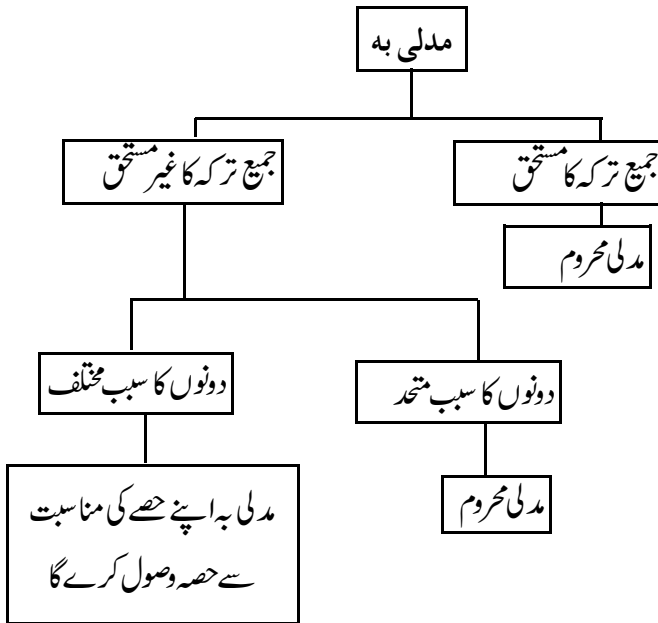 مدلی به
جمیع ترکہ کا مستحق
جمیع ترکہ کا غیر مستحق
مدلی محروم
دونوں کا سبب متحد
دونوں کا سبب مختلف
مدلی محروم
مدلی بہ اپنے حصے کی مناسبت
سے حصہ وصول کرے گا